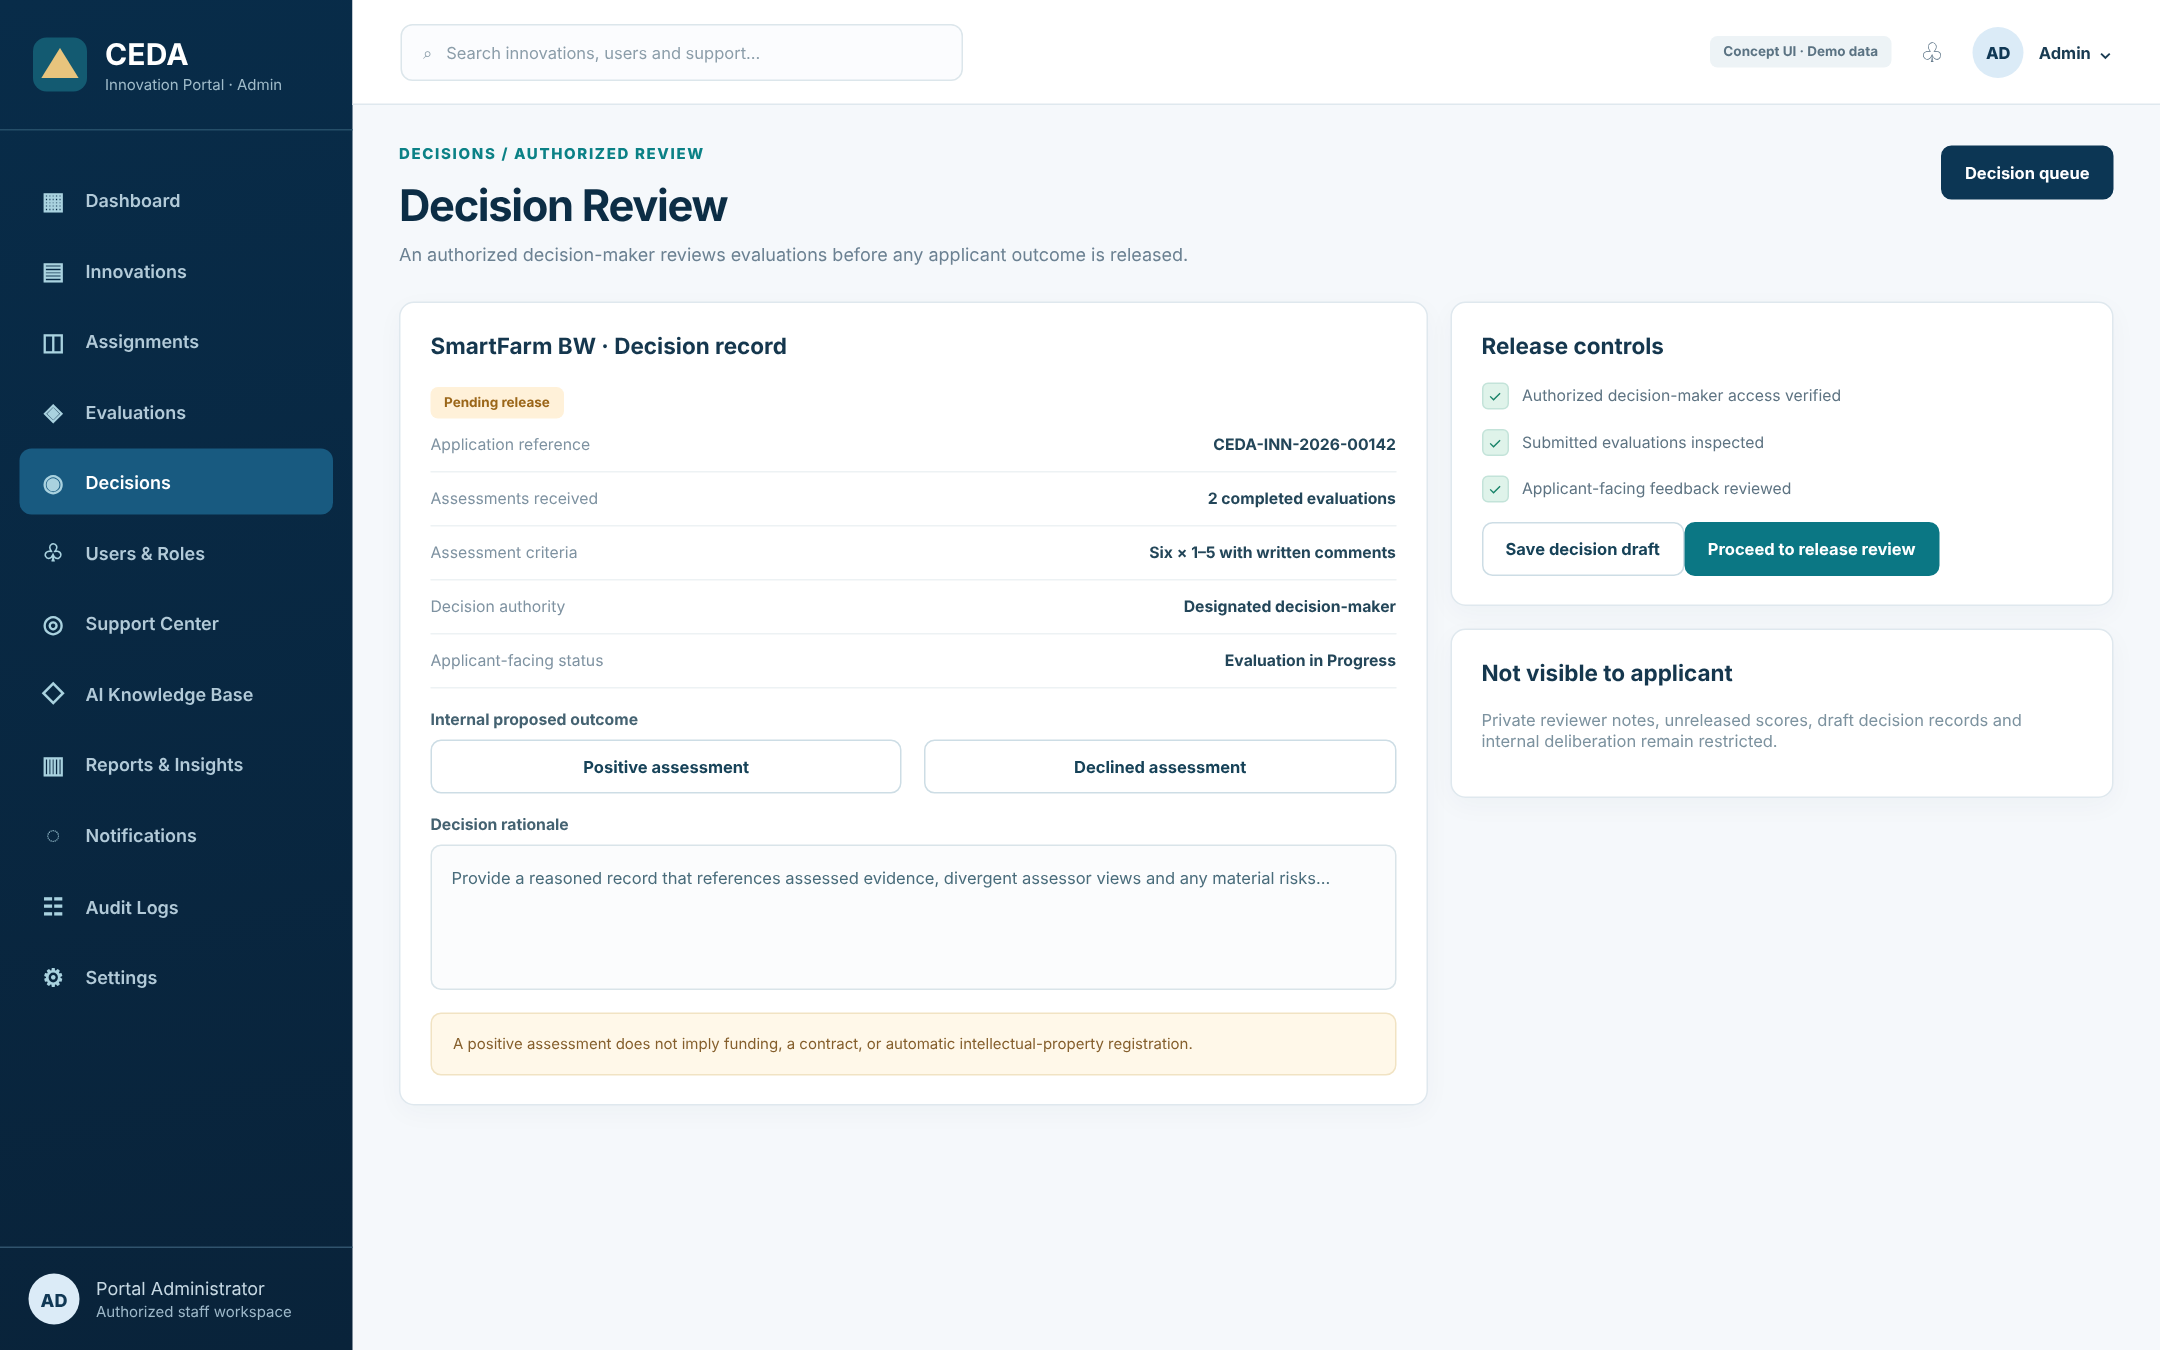 CEDA
Innovation Portal · Admin
Dashboard
Innovations
Assignments
Evaluations
Decisions
Users & Roles
Support Center
AI Knowledge Base
Reports & Insights
Notifications
Audit Logs
Settings
AD
Portal Administrator
Authorized staff workspace
Search innovations, users and support...
Concept UI · Demo data
AD
Admin
DECISIONS / AUTHORIZED REVIEW
Decision Review
An authorized decision-maker reviews evaluations before any applicant outcome is released.
Decision queue
SmartFarm BW · Decision record
Pending release
Application reference CEDA-INN-2026-00142
Assessments received 2 completed evaluations
Assessment criteria Six × 1–5 with written comments
Decision authority Designated decision-maker
Applicant-facing status Evaluation in Progress
Internal proposed outcome
Positive assessment Declined assessment
Decision rationale
Provide a reasoned record that references assessed evidence, divergent assessor views and any material risks...
A positive assessment does not imply funding, a contract, or automatic intellectual-property registration.
Release controls
Authorized decision-maker access verified
Submitted evaluations inspected
Applicant-facing feedback reviewed
Save decision draft Proceed to release review
Not visible to applicant
Private reviewer notes, unreleased scores, draft decision records and
internal deliberation remain restricted.